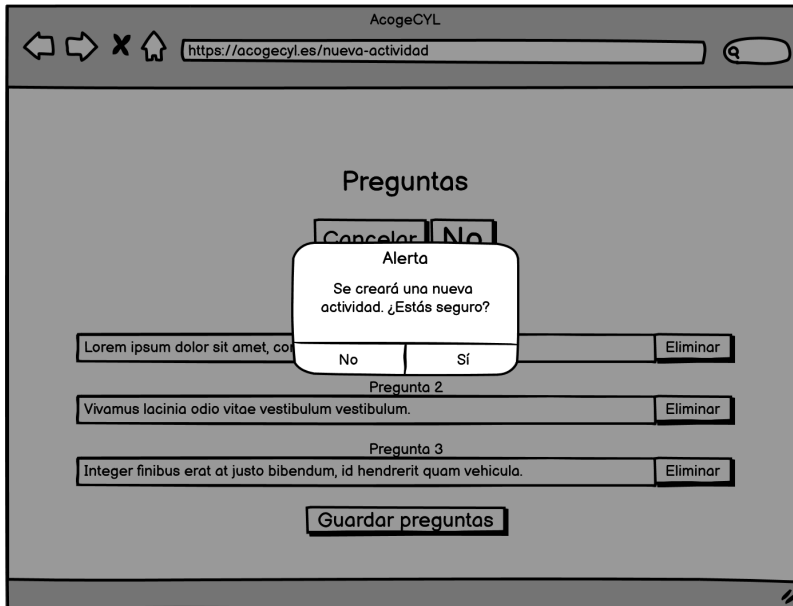 AcogeCYL
https://acogecyl.es/nueva-actividad
Preguntas
Cancelar No
Alerta
Se creará una nueva
actividad. ¿Estás seguro?
No Sí
Lorem ipsum dolor sit amet, Eliminar
Pregunta 2
Vivamus lacinia odio vitae vestibulum vestibulum. Eliminar
Pregunta 3
Integer finibus erat at justo bibendum, id hendrerit quam vehicula. Eliminar
Guardar preguntas